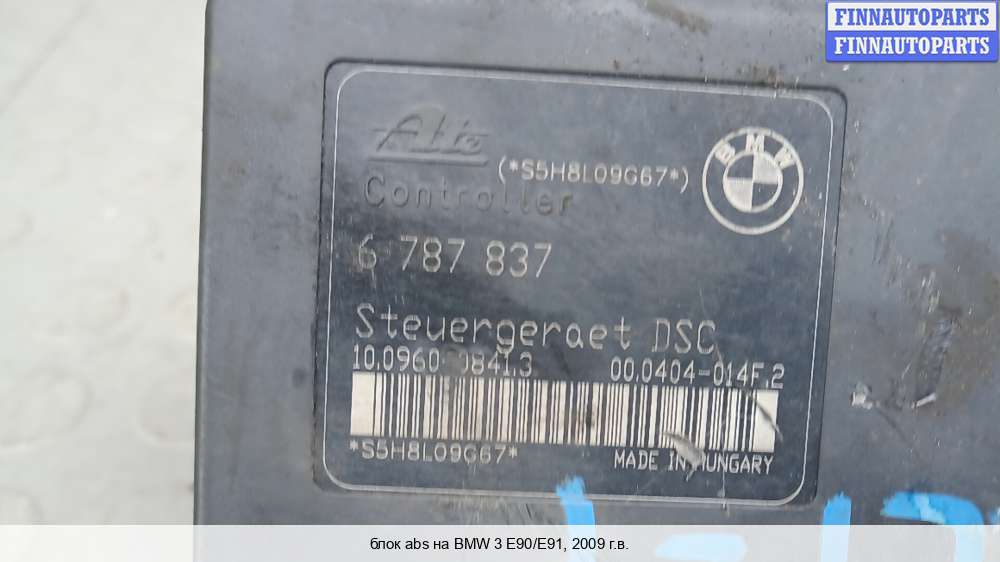 FINNAUTOPARTS
FINNAUTOPARTS
Ate
(*S5H8L09G67*)
BMW
Controller
6 787 837
Steuergeraet DSC
00.0404-014F.2
*S5H8L09G67*
MADE IN HUNGARY
блок abs на BMW 3 E90/E91, 2009 г.в.